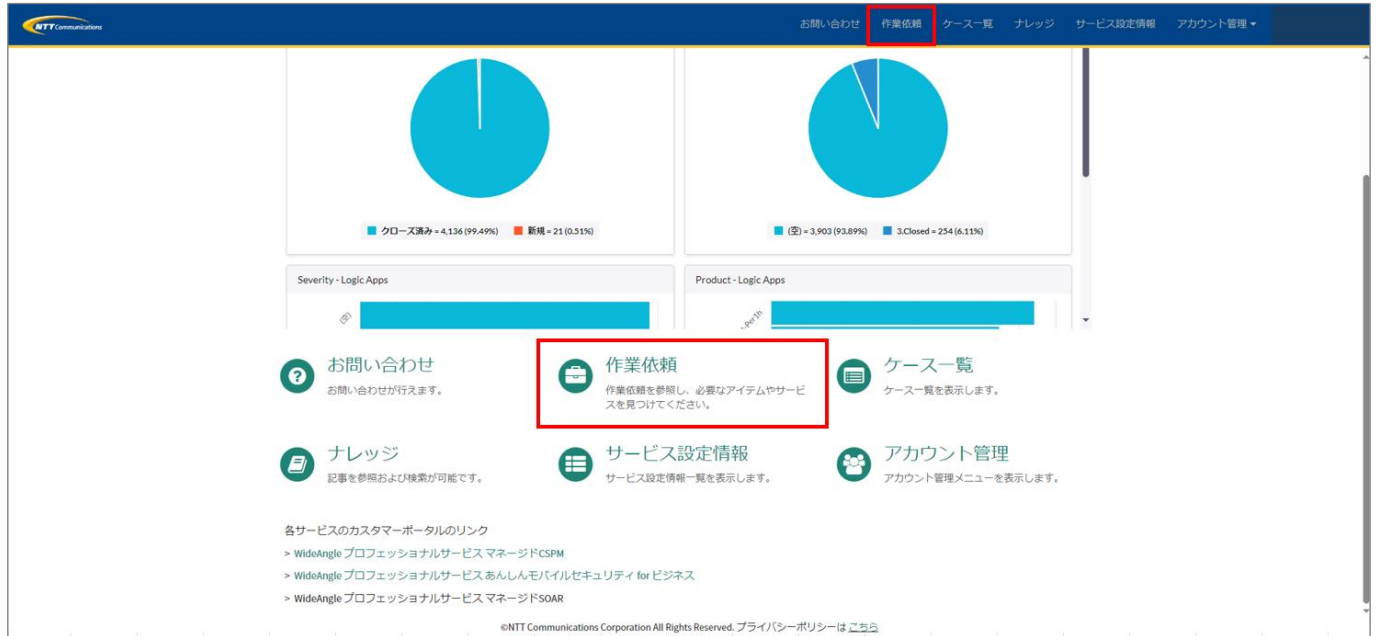 NTT Communications
お問い合わせ 作業依頼 ケース一覧 ナレッジ サービス設定情報 アカウント管理
クローズ済み = 4,136 (99.49%) 新規 = 21 (0.51%)
(空) = 3,903 (93.89%) 3.Closed = 254 (6.11%)
Severity - Logic Apps
Product - Logic Apps
(空)
-Per1h
お問い合わせ
お問い合わせが行えます。
作業依頼
作業依頼を参照し、必要なアイテムやサービ
スを見つけてください。
ケース一覧
ケース一覧を表示します。
ナレッジ
記事を参照および検索が可能です。
サービス設定情報
サービス設定情報一覧を表示します。
アカウント管理
アカウント管理メニューを表示します。
各サービスのカスタマーポータルのリンク
> WideAngle プロフェッショナルサービス マネージドCSPM
> WideAngle プロフェッショナルサービス あんしんモバイルセキュリティ for ビジネス
> WideAngle プロフェッショナルサービス マネージドSOAR
©NTT Communications Corporation All Rights Reserved. プライバシーポリシーは こちら